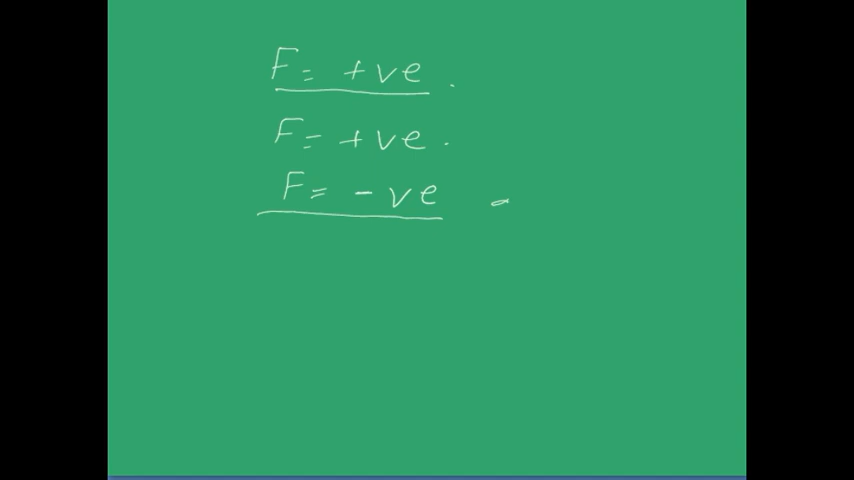 F= +ve.
F= +ve.
F= -ve